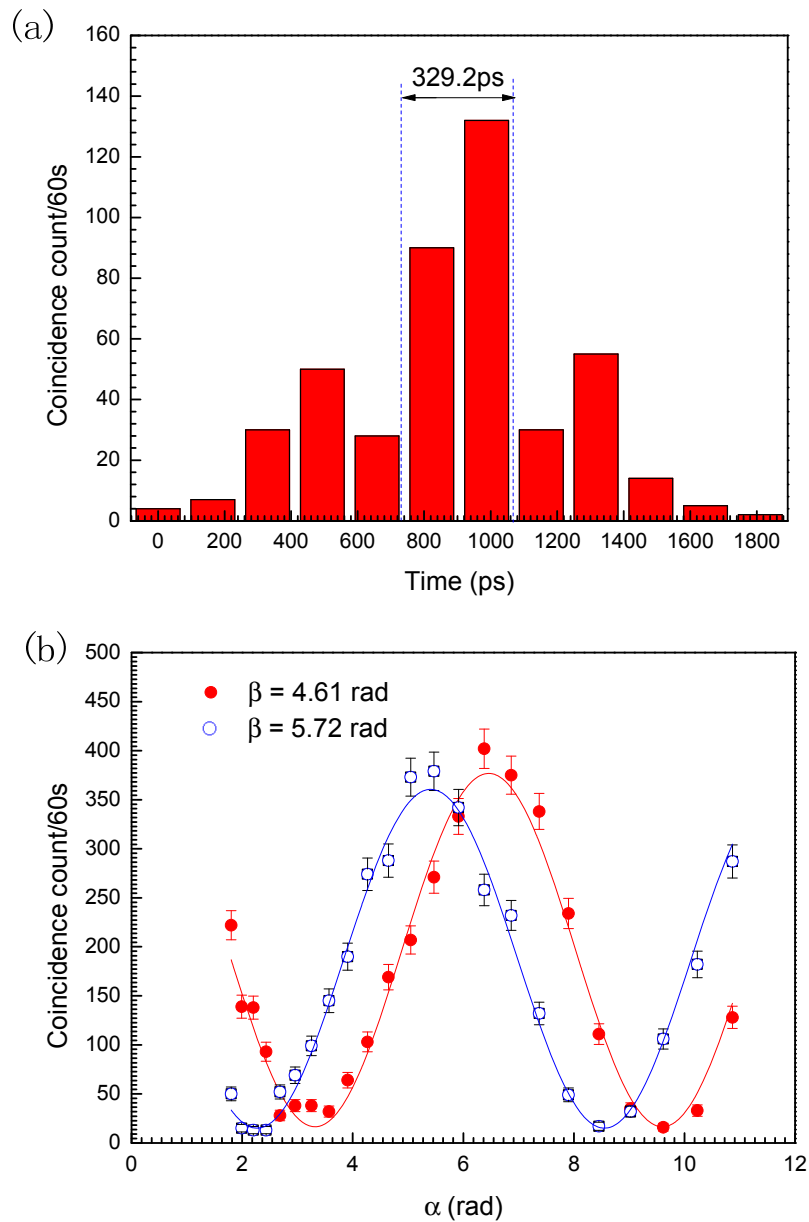 (a)
160
140
120
100
80
60
40
20
0
Coincidence count/60s
329.2ps
0 200 400 600 800 1000 1200 1400 1600 1800
Time (ps)
(b)
500
450
400
350
300
250
200
150
100
50
0
Coincidence count/60s
β = 4.61 rad
β = 5.72 rad
0 2 4 6 8 10 12
α (rad)